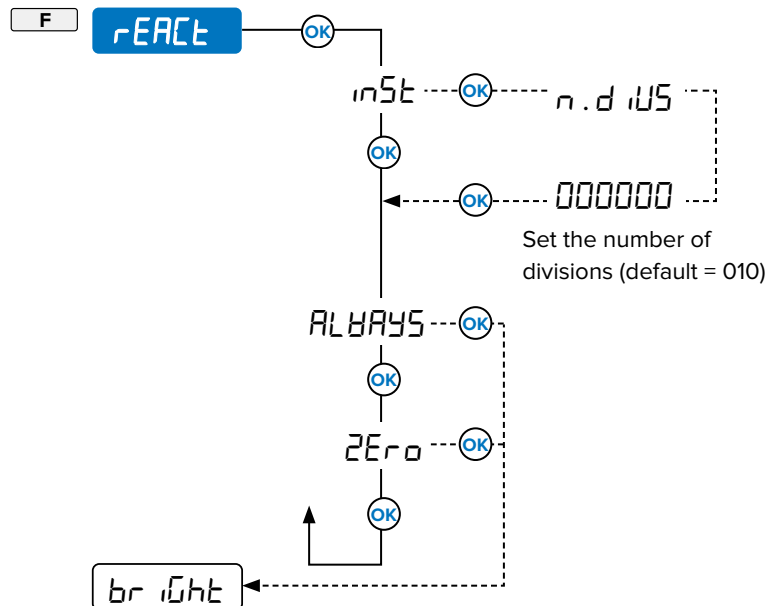 F
rEACt
OK
inSt
OK
n.diUS
OK
OK
000000
Set the number of
divisions (default = 010)
ALWAYS
OK
OK
ZEro
OK
OK
briGht